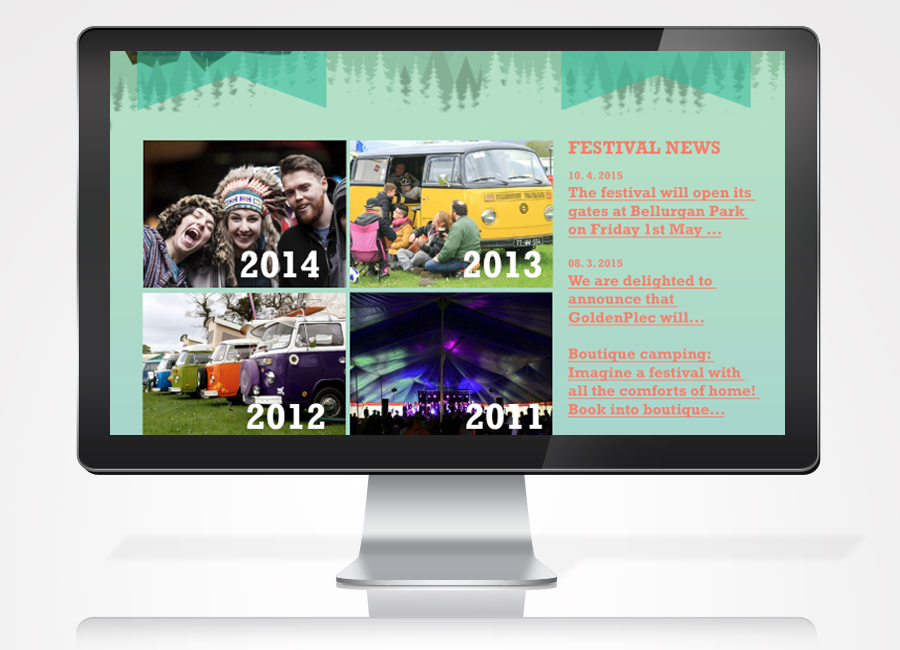 2014
2013
2012
2011
FESTIVAL NEWS
10. 4. 2015
The festival will open its
gates at Bellurgan Park
on Friday 1st May ...
08. 3. 2015
We are delighted to
announce that
GoldenPlec will...
Boutique camping:
Imagine a festival with
all the comforts of home!
Book into boutique...